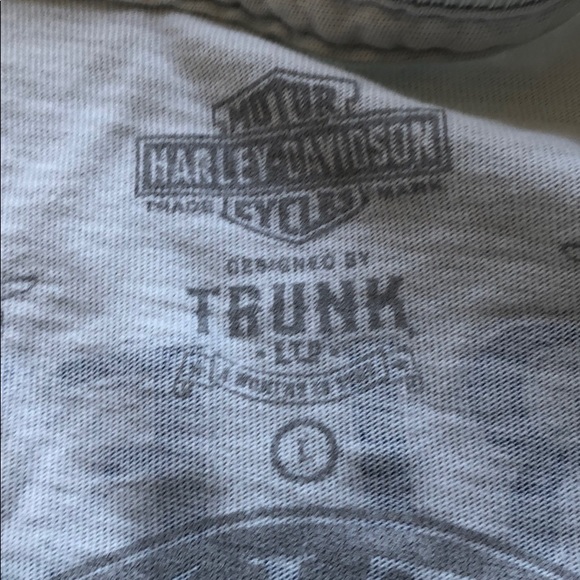 MOTOR
HARLEY-DAVIDSON
TRADE MARK
CYCLES
DESIGNED BY
TRUNK
LTD
L